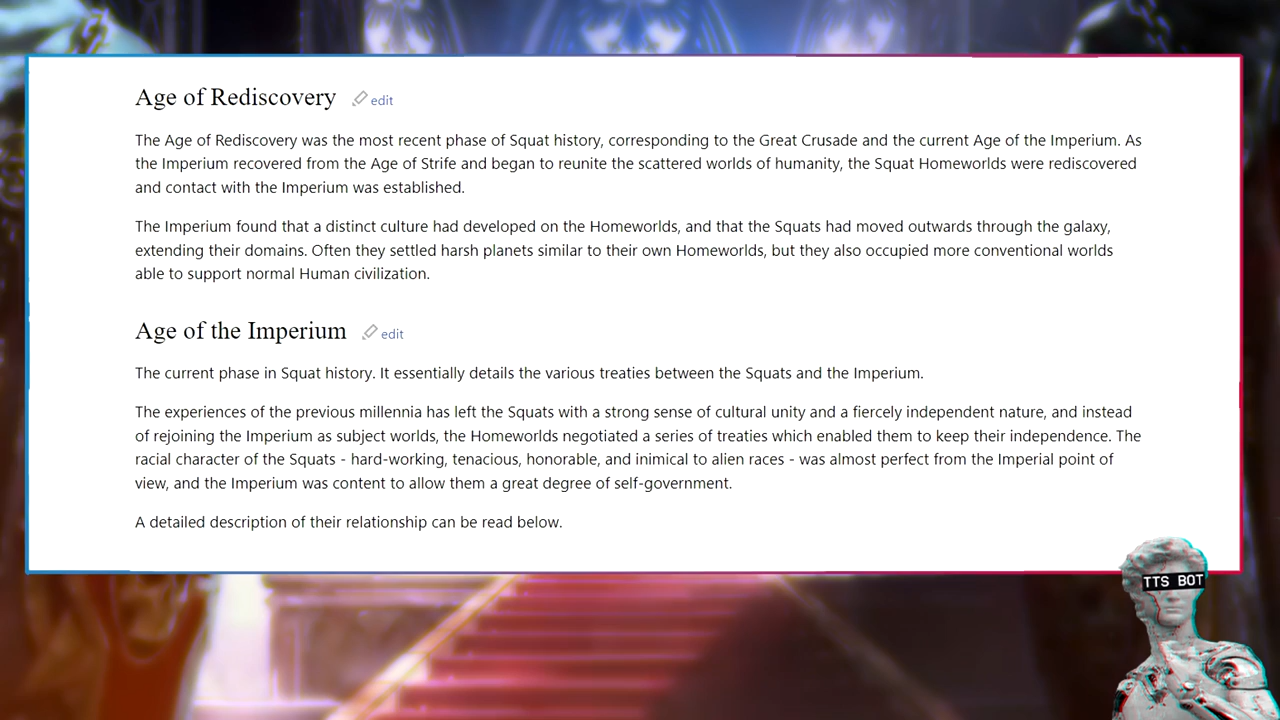 Age of Rediscovery edit
The Age of Rediscovery was the most recent phase of Squat history, corresponding to the Great Crusade and the current Age of the Imperium. As
the Imperium recovered from the Age of Strife and began to reunite the scattered worlds of humanity, the Squat Homeworlds were rediscovered
and contact with the Imperium was established.
The Imperium found that a distinct culture had developed on the Homeworlds, and that the Squats had moved outwards through the galaxy,
extending their domains. Often they settled harsh planets similar to their own Homeworlds, but they also occupied more conventional worlds
able to support normal Human civilization.
Age of the Imperium edit
The current phase in Squat history. It essentially details the various treaties between the Squats and the Imperium.
The experiences of the previous millennia has left the Squats with a strong sense of cultural unity and a fiercely independent nature, and instead
of rejoining the Imperium as subject worlds, the Homeworlds negotiated a series of treaties which enabled them to keep their independence. The
racial character of the Squats - hard-working, tenacious, honorable, and inimical to alien races - was almost perfect from the Imperial point of
view, and the Imperium was content to allow them a great degree of self-government.
A detailed description of their relationship can be read below.
TTS BOT